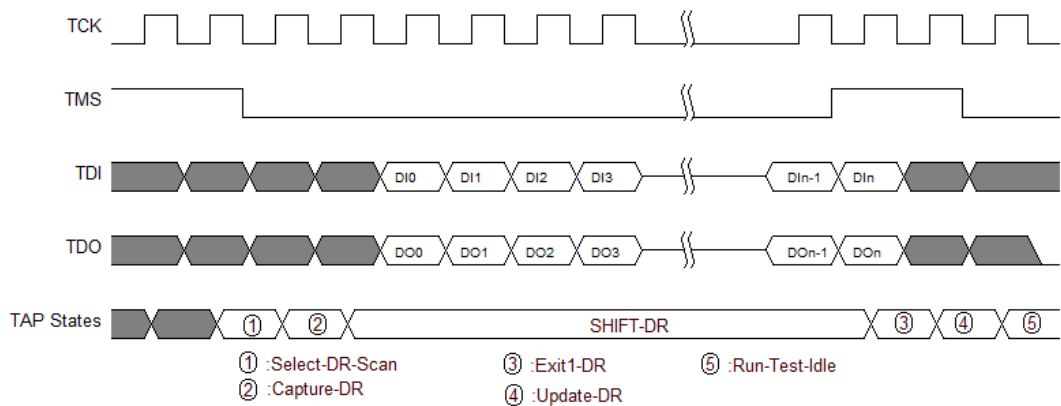 TCK
TMS
TDI DI0 DI1 DI2 DI3 DIn-1 DIn
TDO DO0 DO1 DO2 DO3 DOn-1 DOn
TAP States ① ② SHIFT-DR ③ ④ ⑤
① :Select-DR-Scan ③ :Exit1-DR ⑤ :Run-Test-Idle
② :Capture-DR ④ :Update-DR